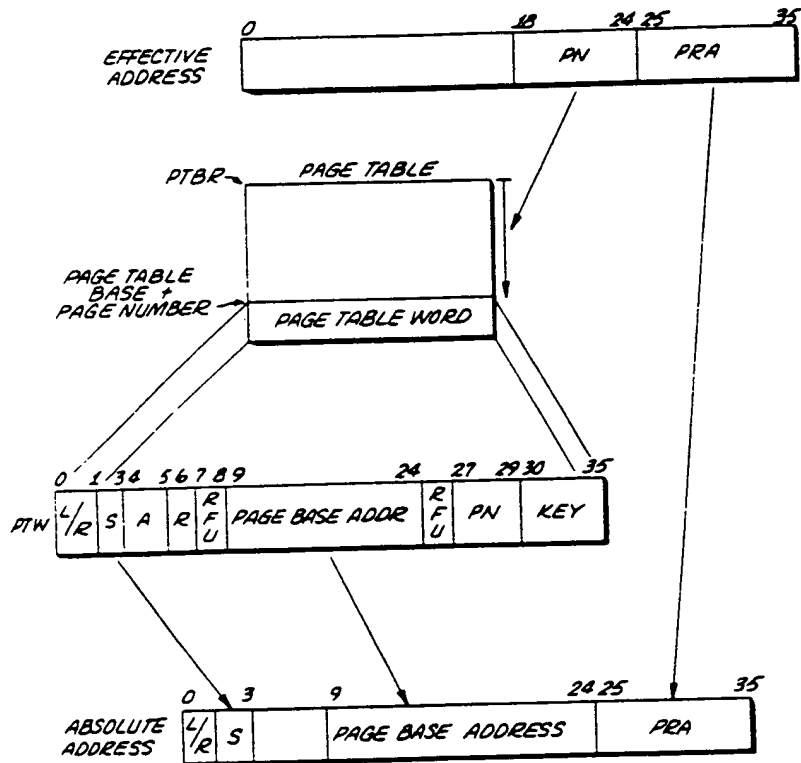 0 18 24 25 35
EFFECTIVE
ADDRESS
PN PRA
PTBR
PAGE TABLE
PAGE TABLE
BASE +
PAGE NUMBER
PAGE TABLE WORD
0 1 3 4 5 6 7 8 9 24 27 29 30 35
PTW L/R S A R RFU PAGE BASE ADDR RFU PN KEY
0 3 9 24 25 35
ABSOLUTE
ADDRESS
L/R S PAGE BASE ADDRESS PRA